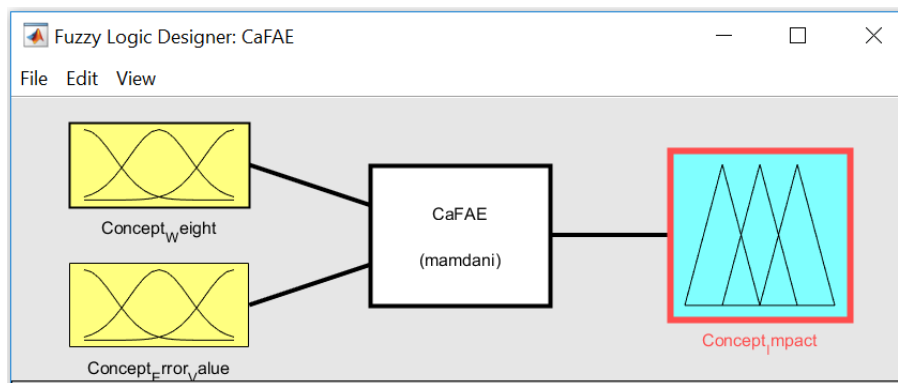 Fuzzy Logic Designer: CaFAE
File Edit View
Concept_Weight
CaFAE
(mamdani)
Concept_Error_Value
Concept_Impact